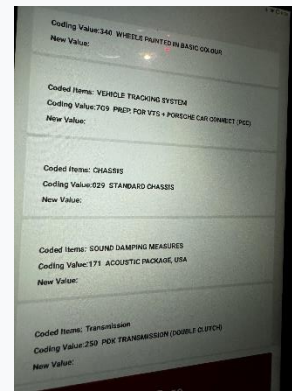 Coding Value:340 WHEELS PAINTED IN BASIC COLOUR
New Value:
Coded Items: VEHICLE TRACKING SYSTEM
Coding Value:7G9 PREP. FOR VTS + PORSCHE CAR CONNECT (PCC)
New Value:
Coded Items: CHASSIS
Coding Value:029 STANDARD CHASSIS
New Value:
Coded Items: SOUND DAMPING MEASURES
Coding Value:171 ACOUSTIC PACKAGE, USA
New Value:
Coded Items: Transmission
Coding Value:250 PDK TRANSMISSION (DOUBLE CLUTCH)
New Value: